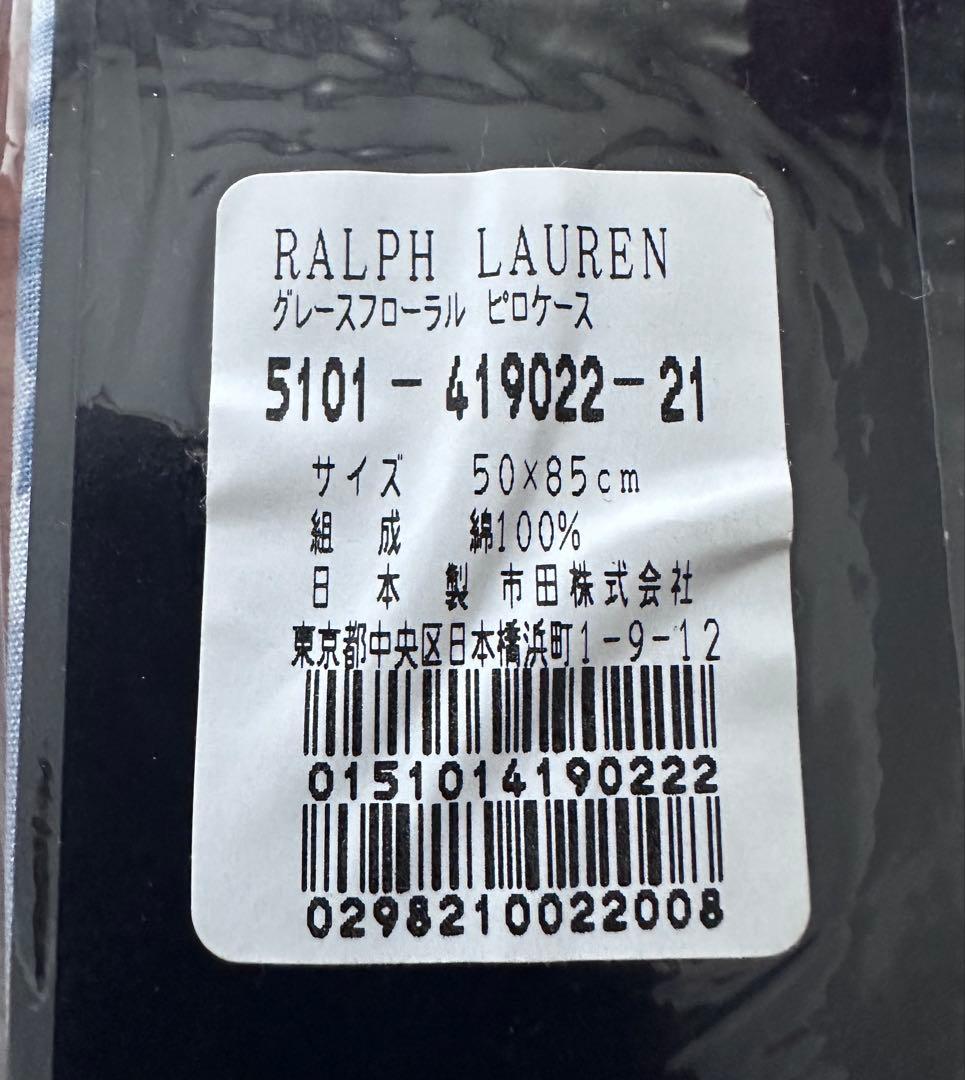 RALPH LAUREN
グレースフローラル ピロケース
5101-419022-21
サイズ 50×85cm
組 成 綿100%
日 本 製 市田株式会社
東京都中央区日本橋浜町1-9-12
0151014190222
0298210022008